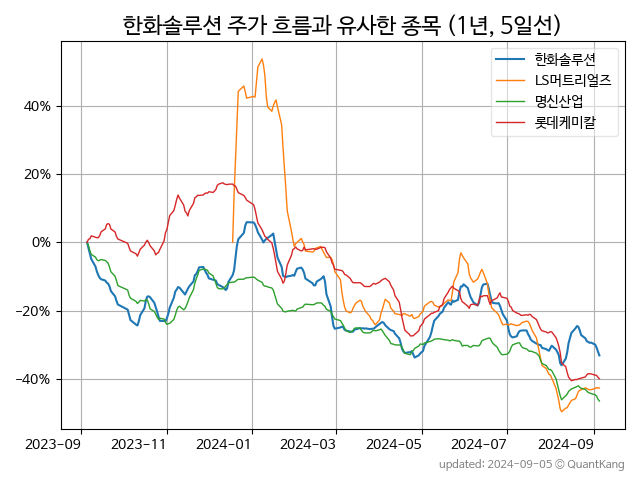 한화솔루션 주가 흐름과 유사한 종목 (1년, 5일선)
한화솔루션
LS머트리얼즈
명신산업
롯데케미칼
40%
20%
0%
−20%
−40%
2023-09 2023-11 2024-01 2024-03 2024-05 2024-07 2024-09
updated: 2024-09-05 © QuantKang